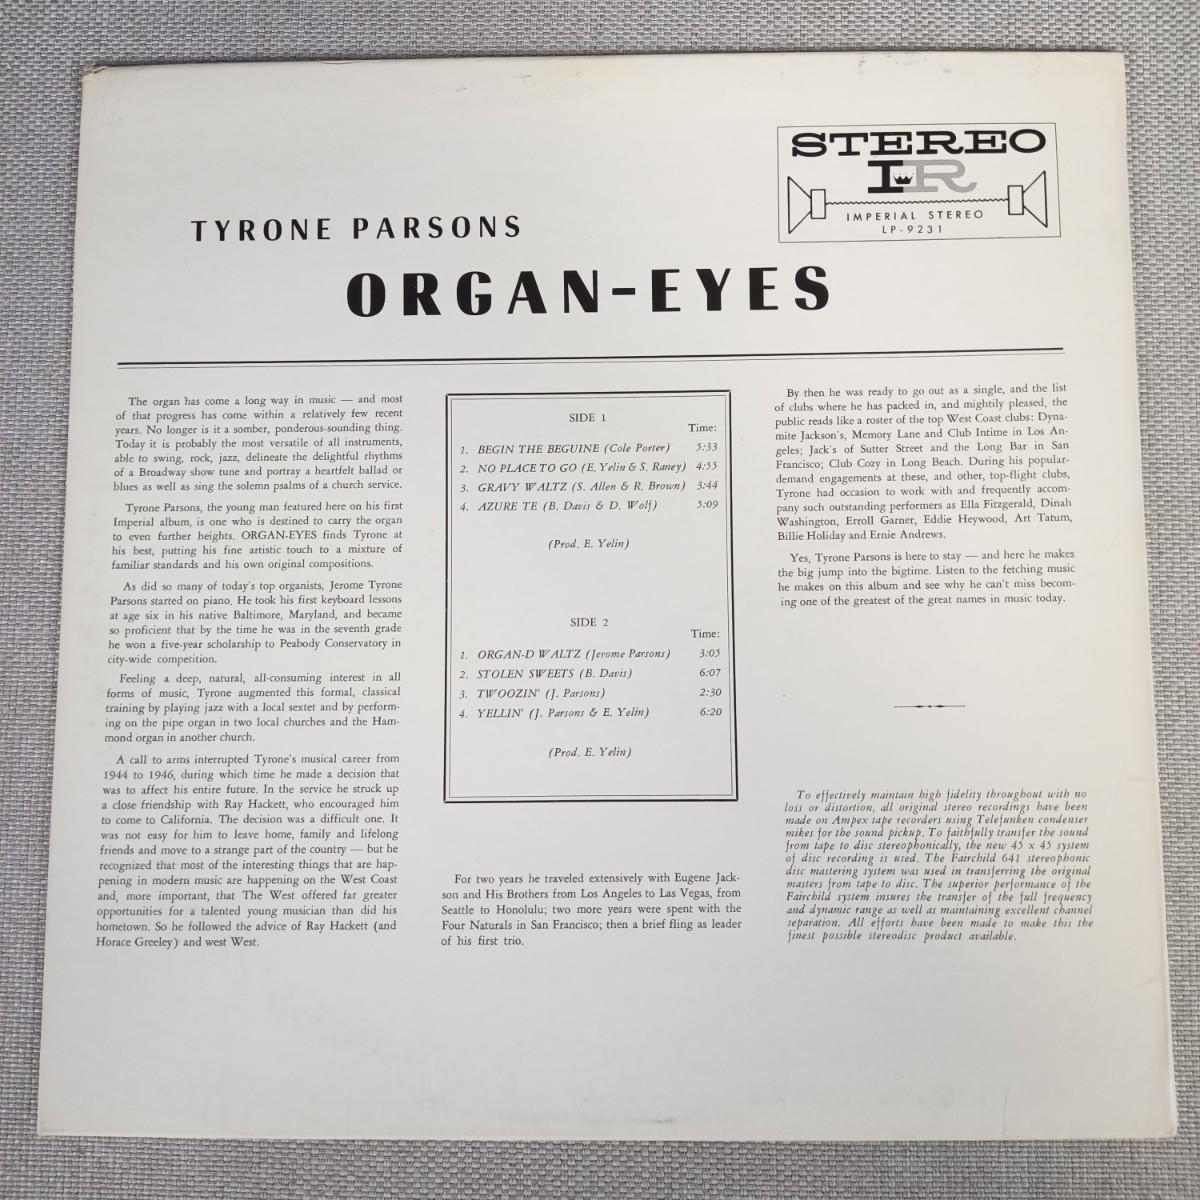 STEREO
IR
IMPERIAL STEREO
LP-9231
TYRONE PARSONS
ORGAN-EYES
The organ has come a long way in music — and most
of that progress has come within a relatively few recent
years. No longer is it a somber, ponderous-sounding thing.
Today it is probably the most versatile of all instruments,
able to swing, rock, jazz, delineate the delightful rhythms
of a Broadway show tune and portray a heartfelt ballad or
blues as well as sing the solemn psalms of a church service.
Tyrone Parsons, the young man featured here on his first
Imperial album, is one who is destined to carry the organ
to even further heights. ORGAN-EYES finds Tyrone at
his best, putting his fine artistic touch to a mixture of
familiar standards and his own original compositions.
As did so many of today's top organists, Jerome Tyrone
Parsons started on piano. He took his first keyboard lessons
at age six in his native Baltimore, Maryland, and became
so proficient that by the time he was in the seventh grade
he won a five-year scholarship to Peabody Conservatory in
city-wide competition.
Feeling a deep, natural, all-consuming interest in all
forms of music, Tyrone augmented this formal, classical
training by playing jazz with a local sextet and by perform-
ing on the pipe organ in two local churches and the Ham-
mond organ in another church.
A call to arms interrupted Tyrone's musical career from
1944 to 1946, during which time he made a decision that
was to affect his entire future. In the service he struck up
a close friendship with Ray Hackett, who encouraged him
to come to California. The decision was a difficult one. It
was not easy for him to leave home, family and lifelong
friends and move to a strange part of the country — but he
recognized that most of the interesting things that are hap-
pening in modern music are happening on the West Coast
and, more important, that The West offered far greater
opportunities for a talented young musician than did his
hometown. So he followed the advice of Ray Hackett (and
Horace Greeley) and west West.
SIDE 1
Time:
1. BEGIN THE BEGUINE (Cole Porter) 5:33
2. NO PLACE TO GO (E. Yelin & S. Raney) 4:55
3. GRAVY WALTZ (S. Allen & R. Brown) 3:44
4. AZURE TE (B. Davis & D. Wolf) 5:09
(Prod. E. Yelin)
SIDE 2
Time:
1. ORGAN-D WALTZ (Jerome Parsons) 3:05
2. STOLEN SWEETS (B. Davis) 6:07
3. TWOOZIN' (J. Parsons) 2:30
4. YELLIN' (J. Parsons & E. Yelin) 6:20
(Prod. E. Yelin)
For two years he traveled extensively with Eugene Jack-
son and His Brothers from Los Angeles to Las Vegas, from
Seattle to Honolulu; two more years were spent with the
Four Naturals in San Francisco; then a brief fling as leader
of his first trio.
By then he was ready to go out as a single, and the list
of clubs where he has packed in, and mightily pleased, the
public reads like a roster of the top West Coast clubs: Dyna-
mite Jackson's, Memory Lane and Club Intime in Los An-
geles; Jack's of Sutter Street and the Long Bar in San
Francisco; Club Cozy in Long Beach. During his popular-
demand engagements at these, and other, top-flight clubs,
Tyrone had occasion to work with and frequently accom-
pany such outstanding performers as Ella Fitzgerald, Dinah
Washington, Erroll Garner, Eddie Heywood, Art Tatum,
Billie Holiday and Ernie Andrews.
Yes, Tyrone Parsons is here to stay — and here he makes
the big jump into the bigtime. Listen to the fetching music
he makes on this album and see why he can't miss becom-
ing one of the greatest of the great names in music today.
To effectively maintain high fidelity throughout with no
loss or distortion, all original stereo recordings have been
made on Ampex tape recorders using Telefunken condenser
mikes for the sound pickup. To faithfully transfer the sound
from tape to disc stereophonically, the new 45 x 45 system
of disc recording is used. The Fairchild 641 stereophonic
disc mastering system was used in transferring the original
masters from tape to disc. The superior performance of the
Fairchild system insures the transfer of the full frequency
and dynamic range as well as maintaining excellent channel
separation. All efforts have been made to make this the
finest possible stereodisc product available.